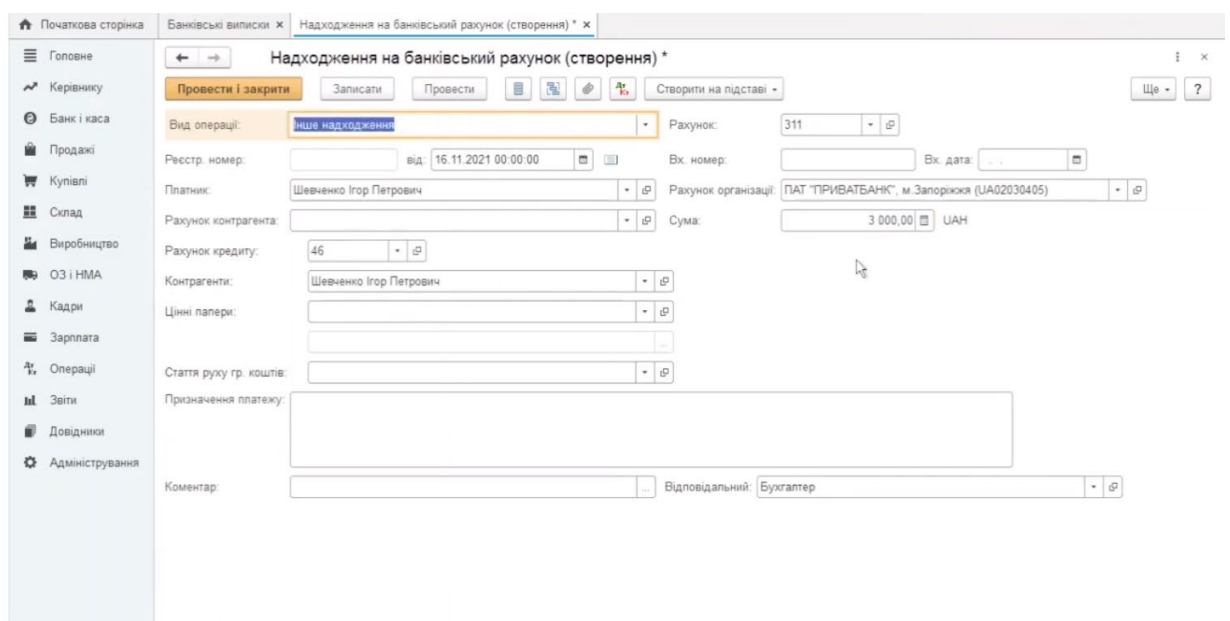 Початкова сторінка Банківські виписки × Надходження на банківський рахунок (створення) * ×
Головне
Керівнику
Банк і каса
Продажі
Купівлі
Склад
Виробництво
ОЗ і НМА
Кадри
Зарплата
Операції
Звіти
Довідники
Адміністрування
Надходження на банківський рахунок (створення) *
Провести і закрити Записати Провести Створити на підставі Ще ?
Вид операції: Інше надходження Рахунок: 311
Реєстр. номер: від: 16.11.2021 00:00:00 Вх. номер: Вх. дата: . .
Платник: Шевченко Ігор Петрович Рахунок організації: ПАТ "ПРИВАТБАНК", м.Запоріжжя (UA02030405)
Рахунок контрагента: Сума: 3 000,00 UAH
Рахунок кредиту: 46
Контрагенти: Шевченко Ігор Петрович
Цінні папери:
Стаття руху гр. коштів:
Призначення платежу:
Коментар: Відповідальний: Бухгалтер